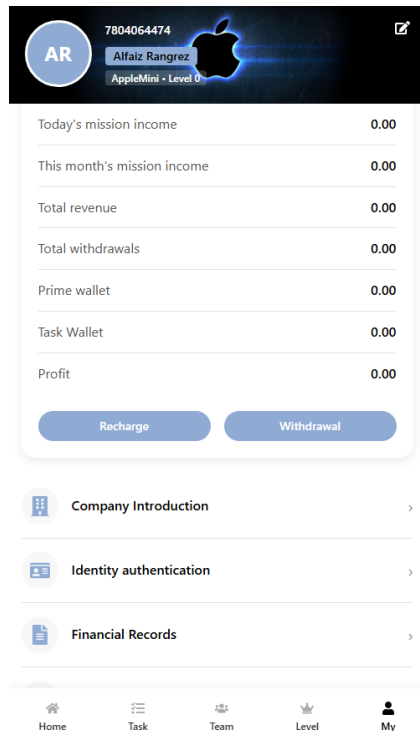 7804064474
AR
Alfaiz Rangrez
AppleMini • Level 0
Today's mission income 0.00
This month's mission income 0.00
Total revenue 0.00
Total withdrawals 0.00
Prime wallet 0.00
Task Wallet 0.00
Profit 0.00
Recharge Withdrawal
Company Introduction
Identity authentication
Financial Records
Home Task Team Level My